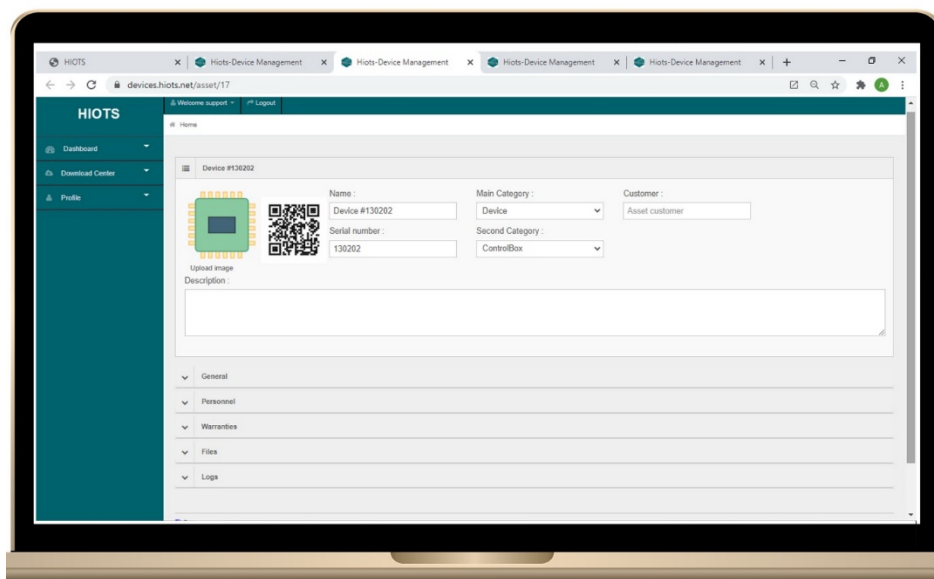 HIOTS
Hiots-Device Management
Hiots-Device Management
Hiots-Device Management
Hiots-Device Management
devices.hiots.net/asset/17
A
HIOTS
Welcome support
Logout
Home
Dashboard
Download Center
Profile
Device #130202
Upload image
Name :
Device #130202
Serial number :
130202
Main Category :
Device
Second Category :
ControlBox
Customer :
Asset customer
Description :
General
Personnel
Warranties
Files
Logs